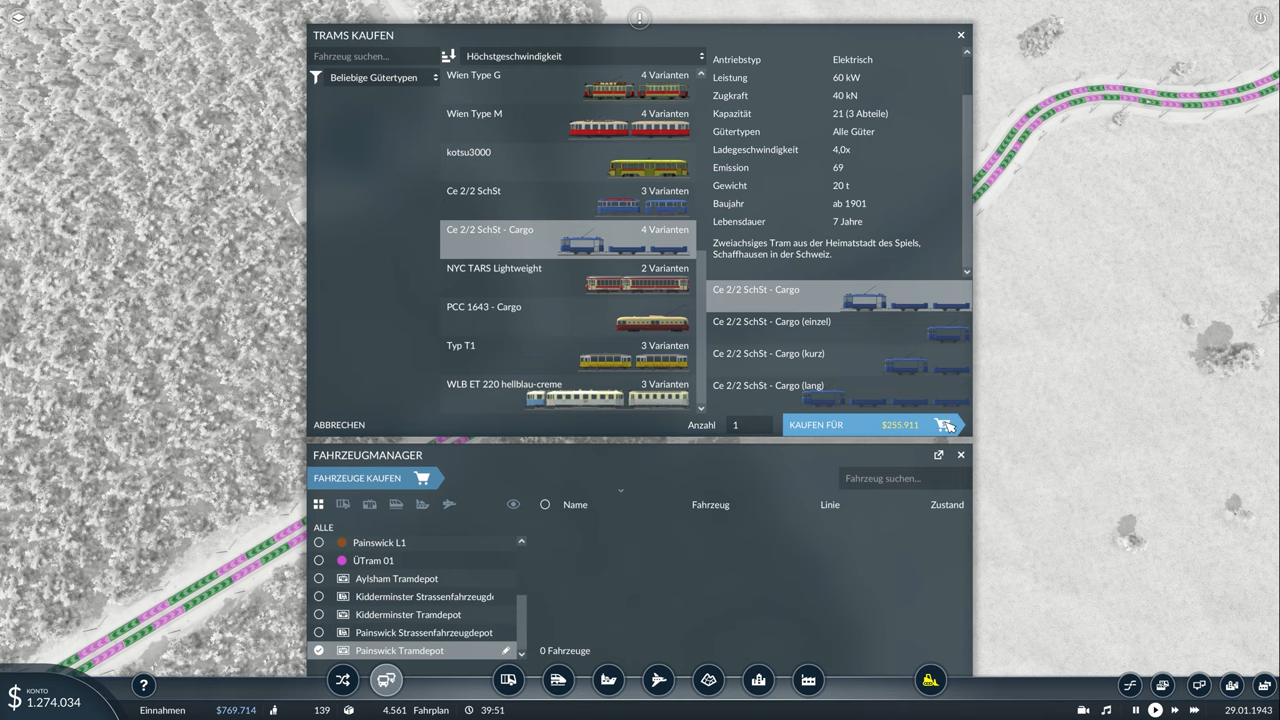 TRAMS KAUFEN
Fahrzeug suchen...
Höchstgeschwindigkeit
Beliebige Gütertypen
Wien Type G 4 Varianten
Wien Type M 4 Varianten
kotsu3000
Ce 2/2 SchSt 3 Varianten
Ce 2/2 SchSt - Cargo 4 Varianten
NYC TARS Lightweight 2 Varianten
PCC 1643 - Cargo
Typ T1 3 Varianten
WLB ET 220 hellblau-creme 3 Varianten
Antriebstyp Elektrisch
Leistung 60 kW
Zugkraft 40 kN
Kapazität 21 (3 Abteile)
Gütertypen Alle Güter
Ladegeschwindigkeit 4,0x
Emission 69
Gewicht 20 t
Baujahr ab 1901
Lebensdauer 7 Jahre
Zweiachsiges Tram aus der Heimatstadt des Spiels,
Schaffhausen in der Schweiz.
Ce 2/2 SchSt - Cargo
Ce 2/2 SchSt - Cargo (einzel)
Ce 2/2 SchSt - Cargo (kurz)
Ce 2/2 SchSt - Cargo (lang)
ABBRECHEN
Anzahl 1
KAUFEN FÜR $255.911
FAHRZEUGMANAGER
FAHRZEUGE KAUFEN
Fahrzeug suchen...
Name Fahrzeug Linie Zustand
ALLE
Painswick L1
ÜTram 01
Aylsham Tramdepot
Kidderminster Strassenfahrzeugde
Kidderminster Tramdepot
Painswick Strassenfahrzeugdepot
Painswick Tramdepot
0 Fahrzeuge
$ KONTO
1.274.034
?
Einnahmen $769.714 139 4.561 Fahrplan 39:51
29.01.1943